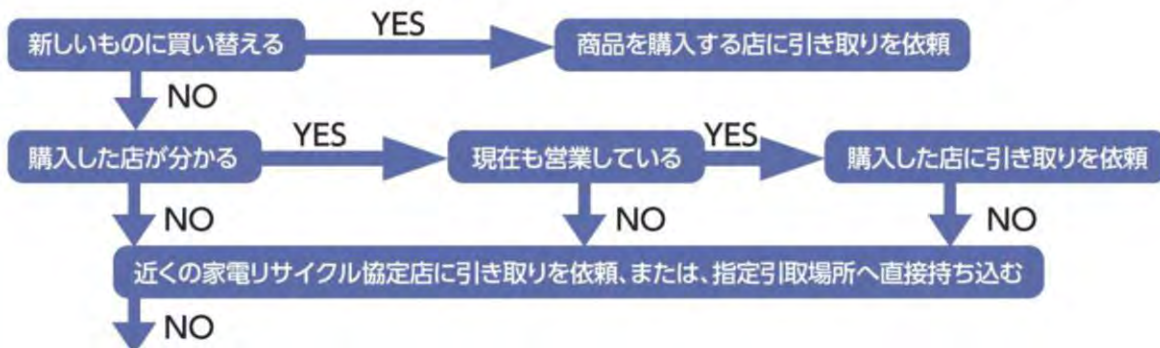 新しいものに買い替える YES 商品を購入する店に引き取りを依頼
NO
購入した店が分かる YES 現在も営業している YES 購入した店に引き取りを依頼
NO NO NO
近くの家電リサイクル協定店に引き取りを依頼、または、指定引取場所へ直接持ち込む
NO